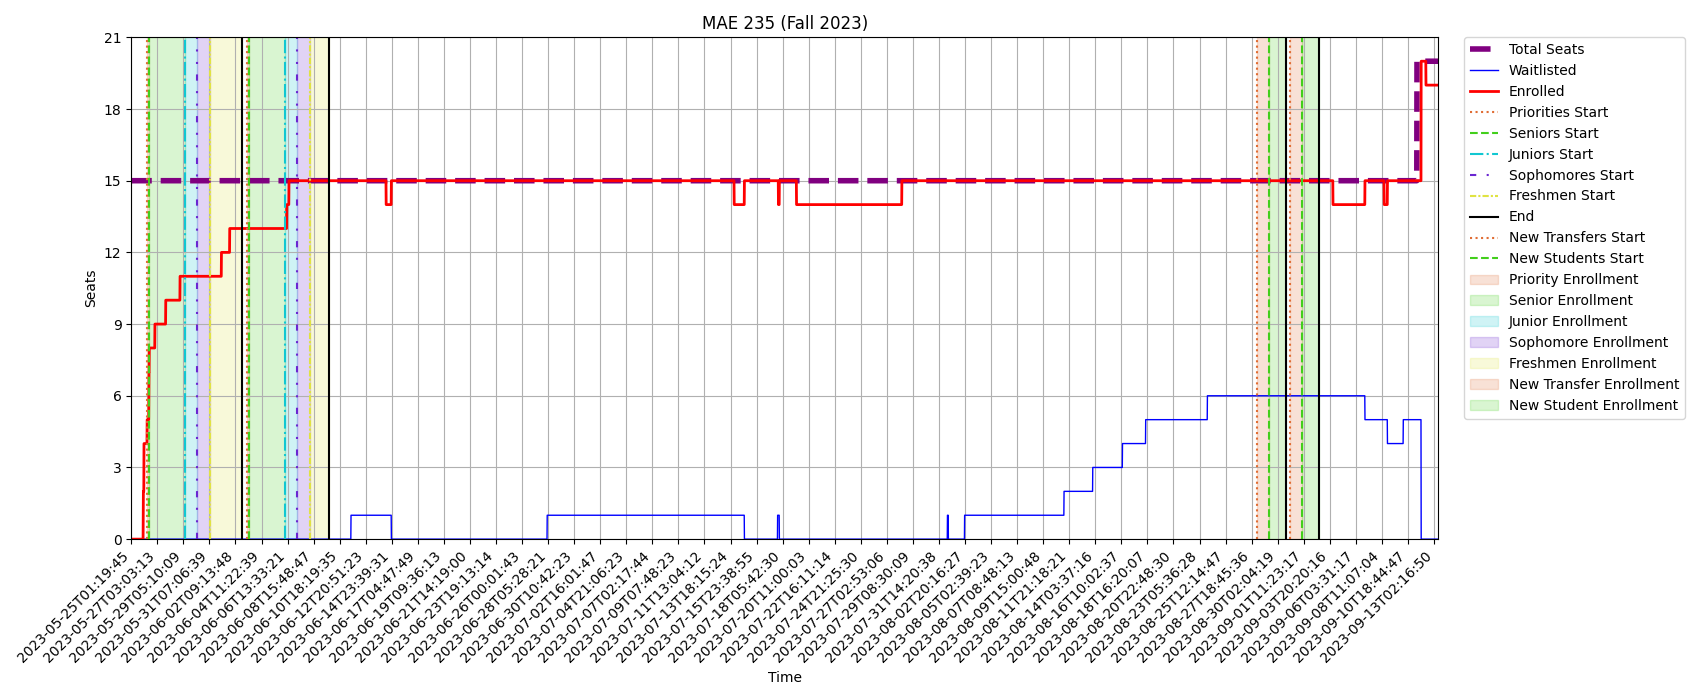 MAE 235 (Fall 2023)
21
18
15
12
9
6
3
0
Seats
2023-05-25T01:19:45
2023-05-27T03:03:13
2023-05-29T05:10:09
2023-05-31T07:06:39
2023-06-02T09:13:48
2023-06-04T11:22:39
2023-06-06T13:33:21
2023-06-08T15:48:47
2023-06-10T18:19:35
2023-06-12T20:51:23
2023-06-14T23:39:31
2023-06-17T04:47:49
2023-06-19T09:36:13
2023-06-21T14:19:00
2023-06-23T19:13:14
2023-06-26T00:01:43
2023-06-28T05:28:21
2023-06-30T10:42:23
2023-07-02T16:01:47
2023-07-04T21:06:23
2023-07-07T02:17:44
2023-07-09T07:48:23
2023-07-11T13:04:12
2023-07-13T18:15:24
2023-07-15T23:38:55
2023-07-18T05:42:30
2023-07-20T11:00:03
2023-07-22T16:11:14
2023-07-24T21:25:30
2023-07-27T02:53:06
2023-07-29T08:30:09
2023-07-31T14:20:38
2023-08-02T20:16:27
2023-08-05T02:39:23
2023-08-07T08:48:13
2023-08-09T15:00:48
2023-08-11T21:18:21
2023-08-14T03:37:16
2023-08-16T10:02:37
2023-08-18T16:20:07
2023-08-20T22:48:30
2023-08-23T05:36:28
2023-08-25T12:14:47
2023-08-27T18:45:36
2023-08-30T02:04:19
2023-09-01T11:23:17
2023-09-03T20:20:16
2023-09-06T03:31:17
2023-09-08T11:07:04
2023-09-10T18:44:47
2023-09-13T02:16:50
Time
Total Seats
Waitlisted
Enrolled
Priorities Start
Seniors Start
Juniors Start
Sophomores Start
Freshmen Start
End
New Transfers Start
New Students Start
Priority Enrollment
Senior Enrollment
Junior Enrollment
Sophomore Enrollment
Freshmen Enrollment
New Transfer Enrollment
New Student Enrollment